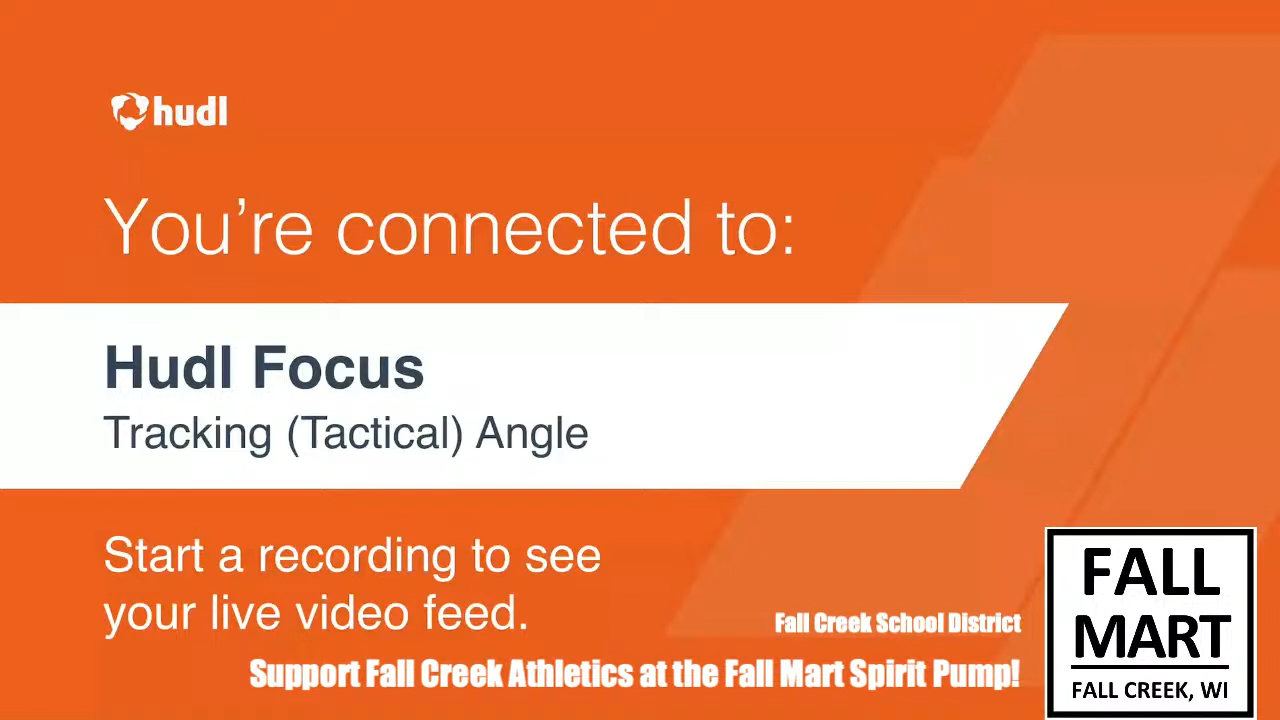 hudl
You’re connected to:
Hudl Focus
Tracking (Tactical) Angle
Start a recording to see
your live video feed.
Fall Creek School District
Support Fall Creek Athletics at the Fall Mart Spirit Pump!
FALL
MART
FALL CREEK, WI